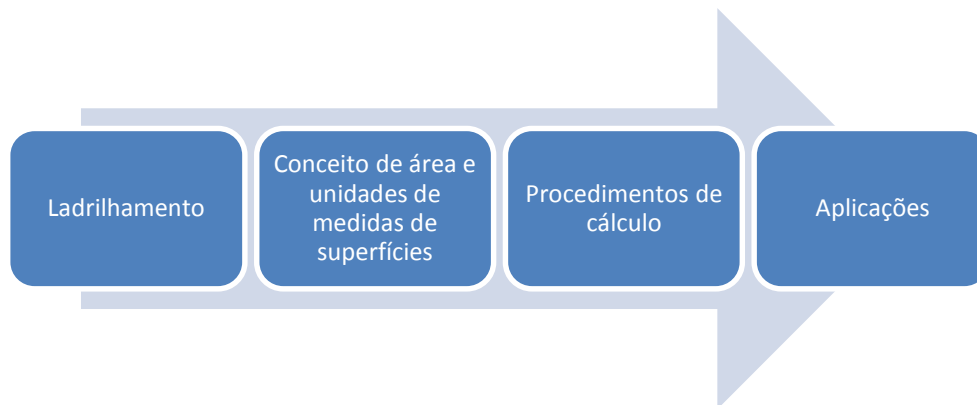 Ladrilhamento
Conceito de área e
unidades de
medidas de
superfícies
Procedimentos de
cálculo
Aplicações